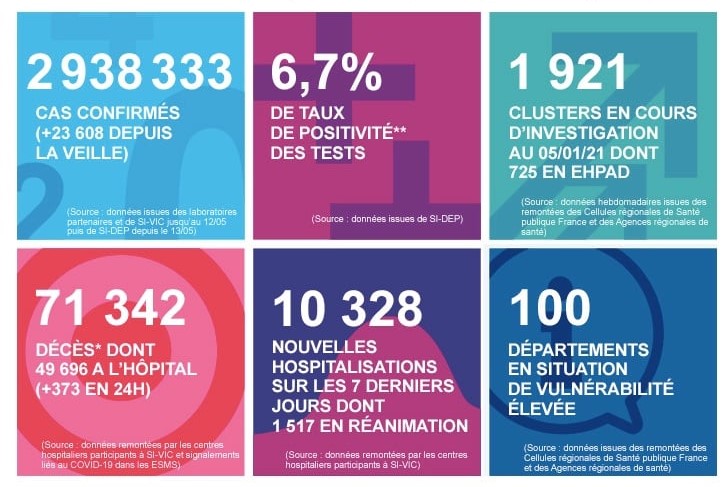 2 938 333
CAS CONFIRMÉS
(+23 608 DEPUIS
LA VEILLE)
(Source : données issues des laboratoires
partenaires et de SI-VIC jusqu'au 12/05
puis de SI-DEP depuis le 13/05)
6,7%
DE TAUX
DE POSITIVITÉ**
DES TESTS
(Source : données issues de SI-DEP)
1 921
CLUSTERS EN COURS
D'INVESTIGATION
AU 05/01/21 DONT
725 EN EHPAD
(Source : données hebdomadaires issues des
remontées des Cellules régionales de Santé
publique France et des Agences régionales de
santé)
71 342
DÉCÈS* DONT
49 696 A L'HÔPITAL
(+373 EN 24H)
(Source : données remontées par les centres
hospitaliers participants à SI-VIC et signalements
liés au COVID-19 dans les ESMS)
10 328
NOUVELLES
HOSPITALISATIONS
SUR LES 7 DERNIERS
JOURS DONT
1 517 EN RÉANIMATION
(Source : données remontées par les centres
hospitaliers participants à SI-VIC)
100
DÉPARTEMENTS
EN SITUATION
DE VULNÉRABILITÉ
ÉLEVÉE
(Source : données issues des remontées des
Cellules régionales de Santé publique France
et des Agences régionales de santé)